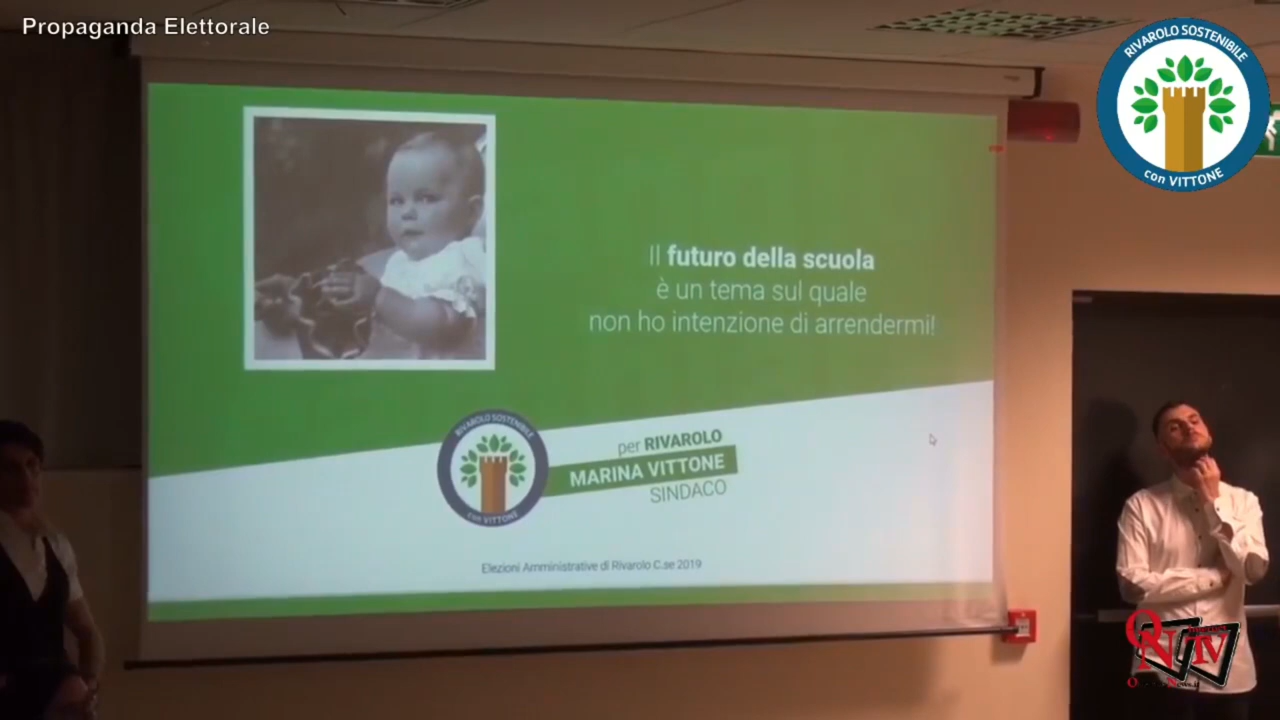 Propaganda Elettorale
RIVAROLO SOSTENIBILE
con VITTONE
Il futuro della scuola
è un tema sul quale
non ho intenzione di arrendermi!
RIVAROLO SOSTENIBILE
con VITTONE
per RIVAROLO
MARINA VITTONE
SINDACO
Elezioni Amministrative di Rivarolo C.se 2019